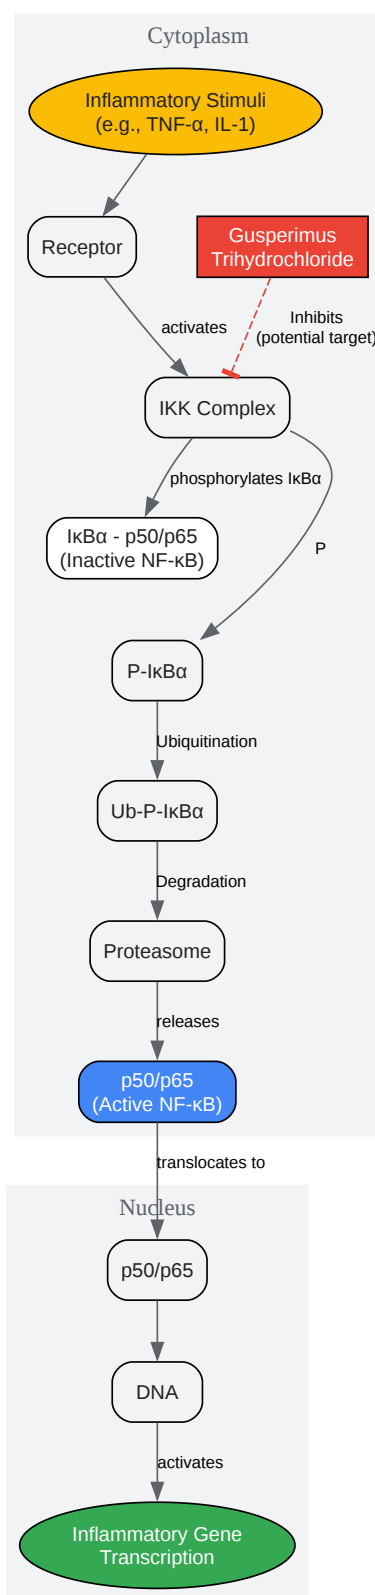 Cytoplasm
Inflammatory Stimuli
(e.g., TNF-α, IL-1)
Receptor
Gusperimus
Trihydrochloride
activates
Inhibits
(potential target)
IKK Complex
phosphorylates IκBα
IκBα - p50/p65
(Inactive NF-κB)
P
P-IκBα
Ubiquitination
Ub-P-IκBα
Degradation
Proteasome
releases
p50/p65
(Active NF-κB)
translocates to
Nucleus
p50/p65
DNA
activates
Inflammatory Gene
Transcription